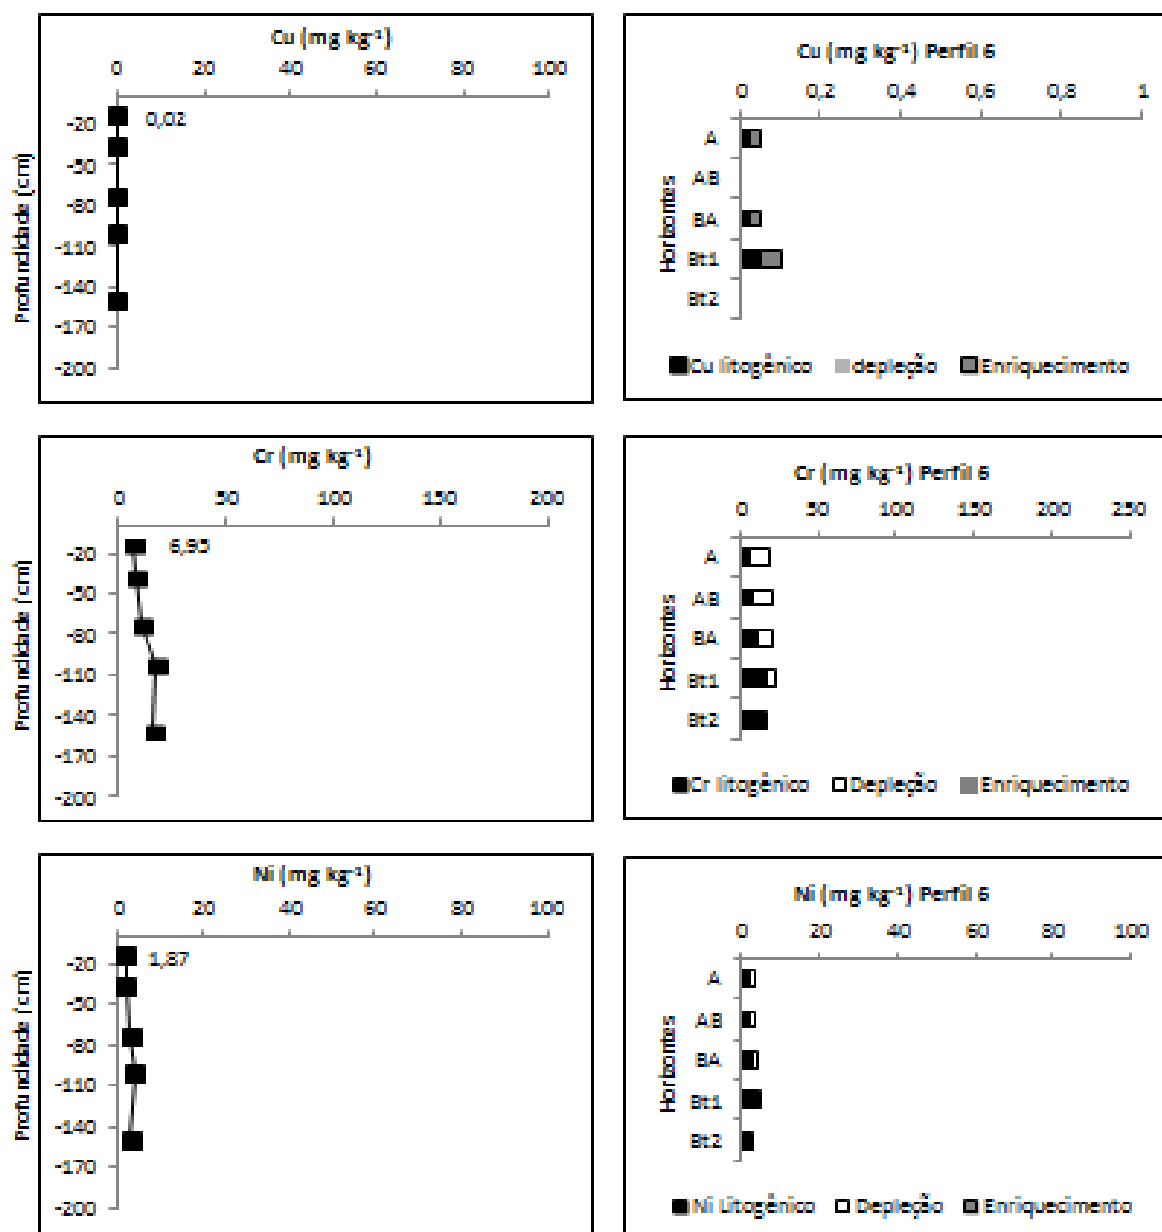 Cu (mg kg⁻¹)
0 20 40 60 80 100
0,02
-20
-50
-80
-110
-150
-170
-200
Profundidade (cm)
Cu (mg kg⁻¹) Perfil 6
0 0,2 0,4 0,6 0,8 1
A
AB
BA
Bt1
Bt2
Horizontes
Cu litogênico depleção Enriquecimento
Cr (mg kg⁻¹)
0 50 100 150 200
6,95
-20
-50
-80
-110
-140
-170
-200
Profundidade (cm)
Cr (mg kg⁻¹) Perfil 6
0 50 100 150 200 250
A
AB
BA
Bt1
Bt2
Horizontes
Cr litogênico Depleção Enriquecimento
Ni (mg kg⁻¹)
0 20 40 60 80 100
1,87
-20
-50
-80
-110
-150
-170
-200
Profundidade (cm)
Ni (mg kg⁻¹) Perfil 6
0 20 40 60 80 100
A
AB
BA
Bt1
Bt2
Horizontes
Ni Litogênico Depleção Enriquecimento